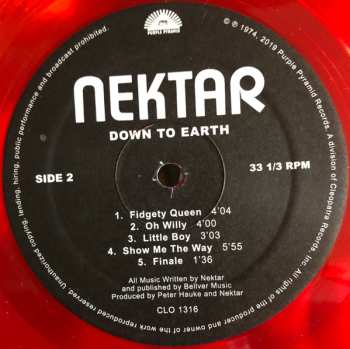 PURPLE PYRAMID
NEKTAR
DOWN TO EARTH
SIDE 2
33 1/3 RPM
1. Fidgety Queen 4'04
2. Oh Willy 4'00
3. Little Boy 3'03
4. Show Me The Way 5'55
5. Finale 1'36
All Music Written by Nektar
and published by Bellver Music
Produced by Peter Hauke and Nektar
CLO 1316
℗ © 1974, 2019 Purple Pyramid Records. A division of Cleopatra Records, Inc. All rights of the producer and owner of the work reproduced reserved. Unauthorized copying, lending, hiring, public performance and broadcast prohibited.